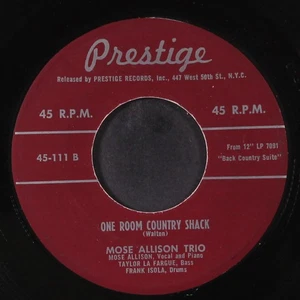 Prestige
Released by PRESTIGE RECORDS, Inc., 447 West 50th St., N.Y.C.
45 R.P.M. 45 R.P.M.
45-111 B
From 12" LP 7091
"Back Country Suite"
ONE ROOM COUNTRY SHACK
(Walton)
MOSE ALLISON TRIO
MOSE ALLISON, Vocal and Piano
TAYLOR LA FARGUE, Bass
FRANK ISOLA, Drums